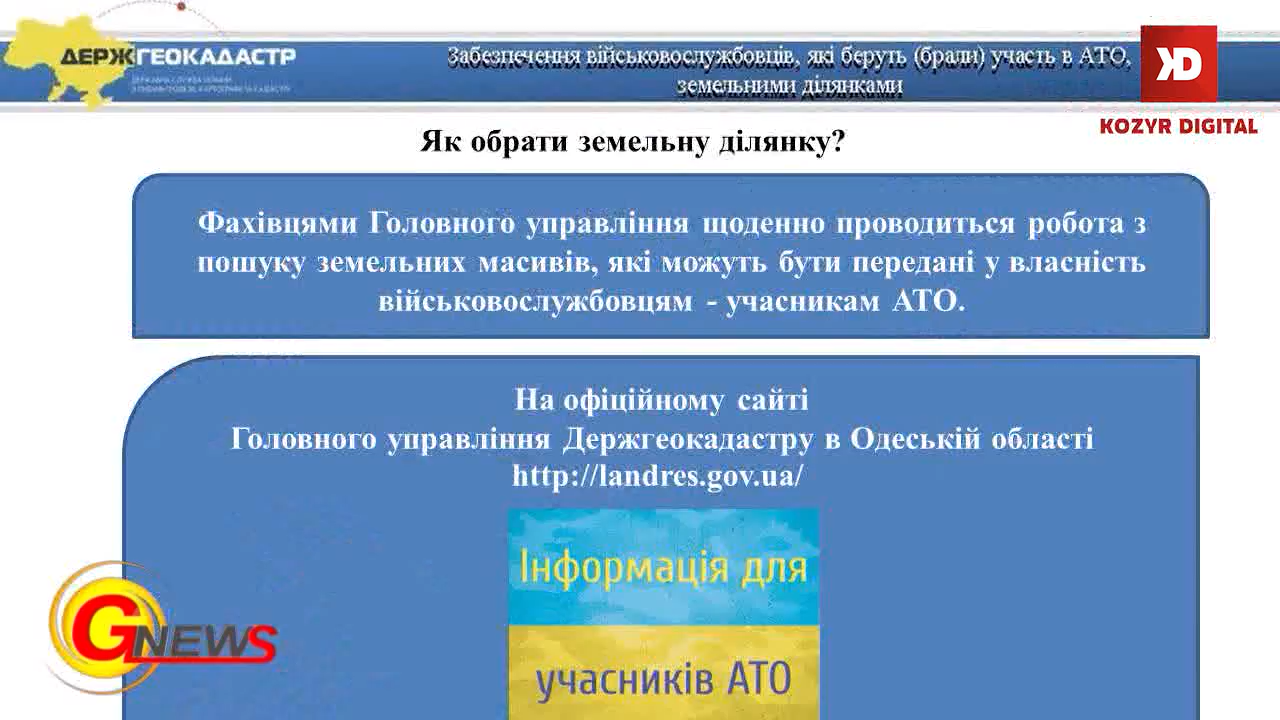 ДЕРЖГЕОКАДАСТР
Забезпечення військовослужбовців, які беруть (брали) участь в АТО,
земельними ділянками
KD
KOZYR DIGITAL
Як обрати земельну ділянку?
Фахівцями Головного управління щоденно проводиться робота з
пошуку земельних масивів, які можуть бути передані у власність
військовослужбовцям - учасникам АТО.
На офіційному сайті
Головного управління Держгеокадастру в Одеській області
http://landres.gov.ua/
Інформація для
учасників АТО
GNEWS